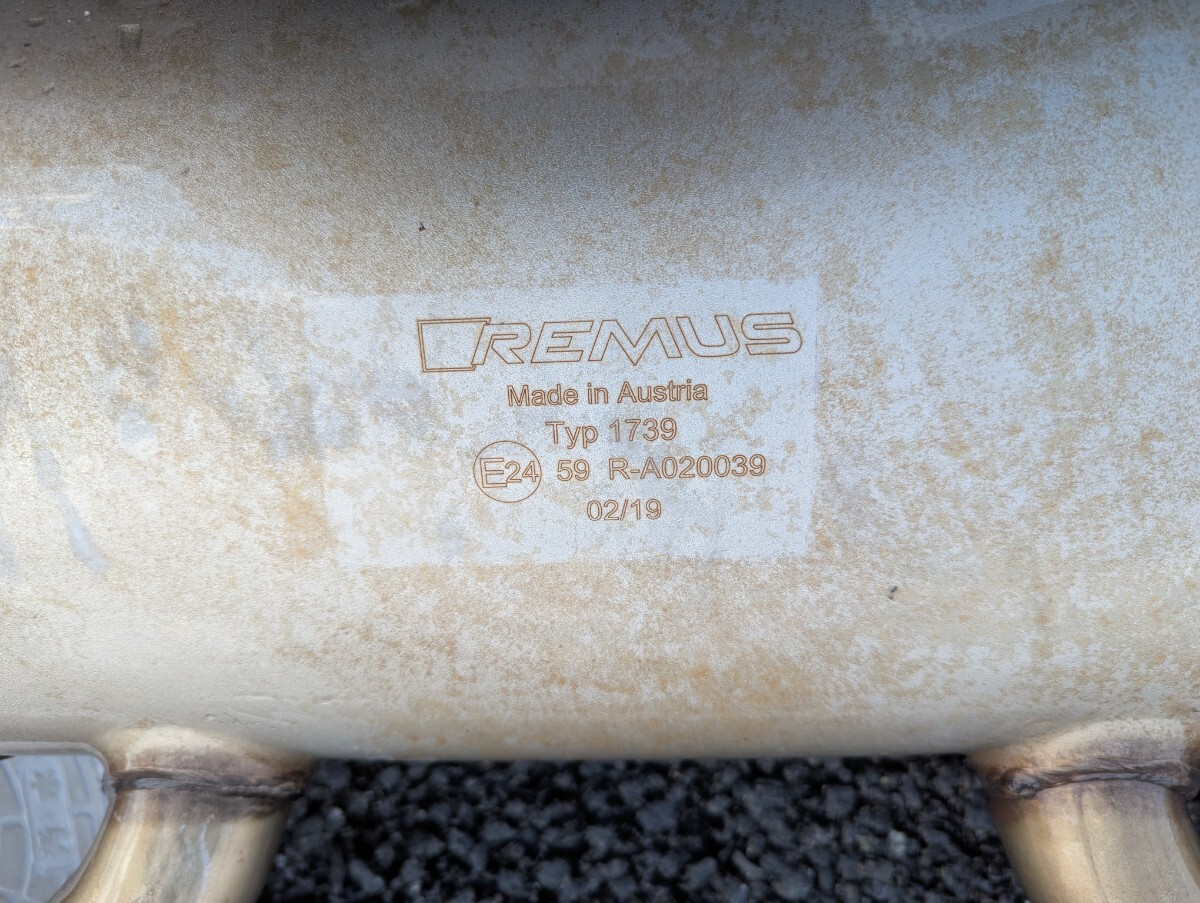 REMUS
Made in Austria
Typ 1739
E24 59 R-A020039
02/19